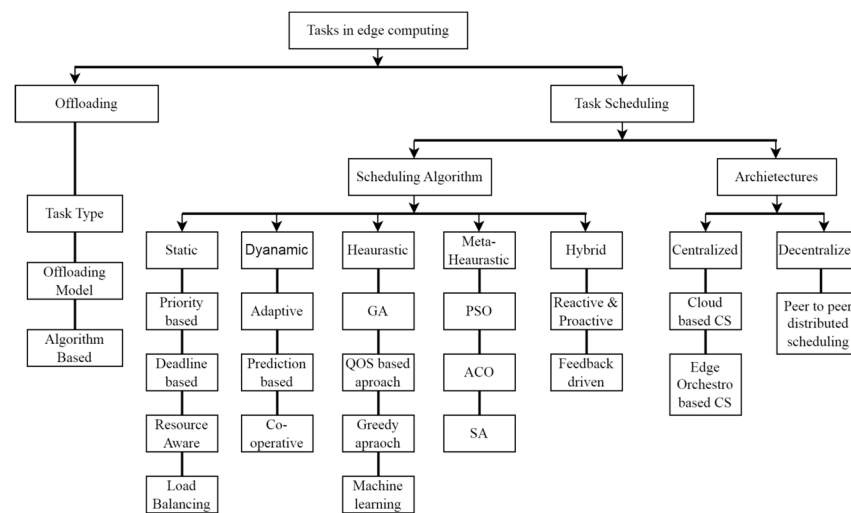 Tasks in edge computing
Offloading
Task Scheduling
Scheduling Algorithm
Archietectures
Task Type
Offloading
Model
Algorithm
Based
Static
Dyanamic
Heaurastic
Meta-
Heaurastic
Hybrid
Centralized
Decentralized
Priority
based
Adaptive
GA
PSO
Reactive &
Proactive
Cloud
based CS
Peer to peer
distributed
scheduling
Deadline
based
Prediction
based
QOS based
aproach
ACO
Feedback
driven
Edge
Orchestro
based CS
Resource
Aware
Co-
operative
Greedy
apraoch
SA
Load
Balancing
Machine
learning